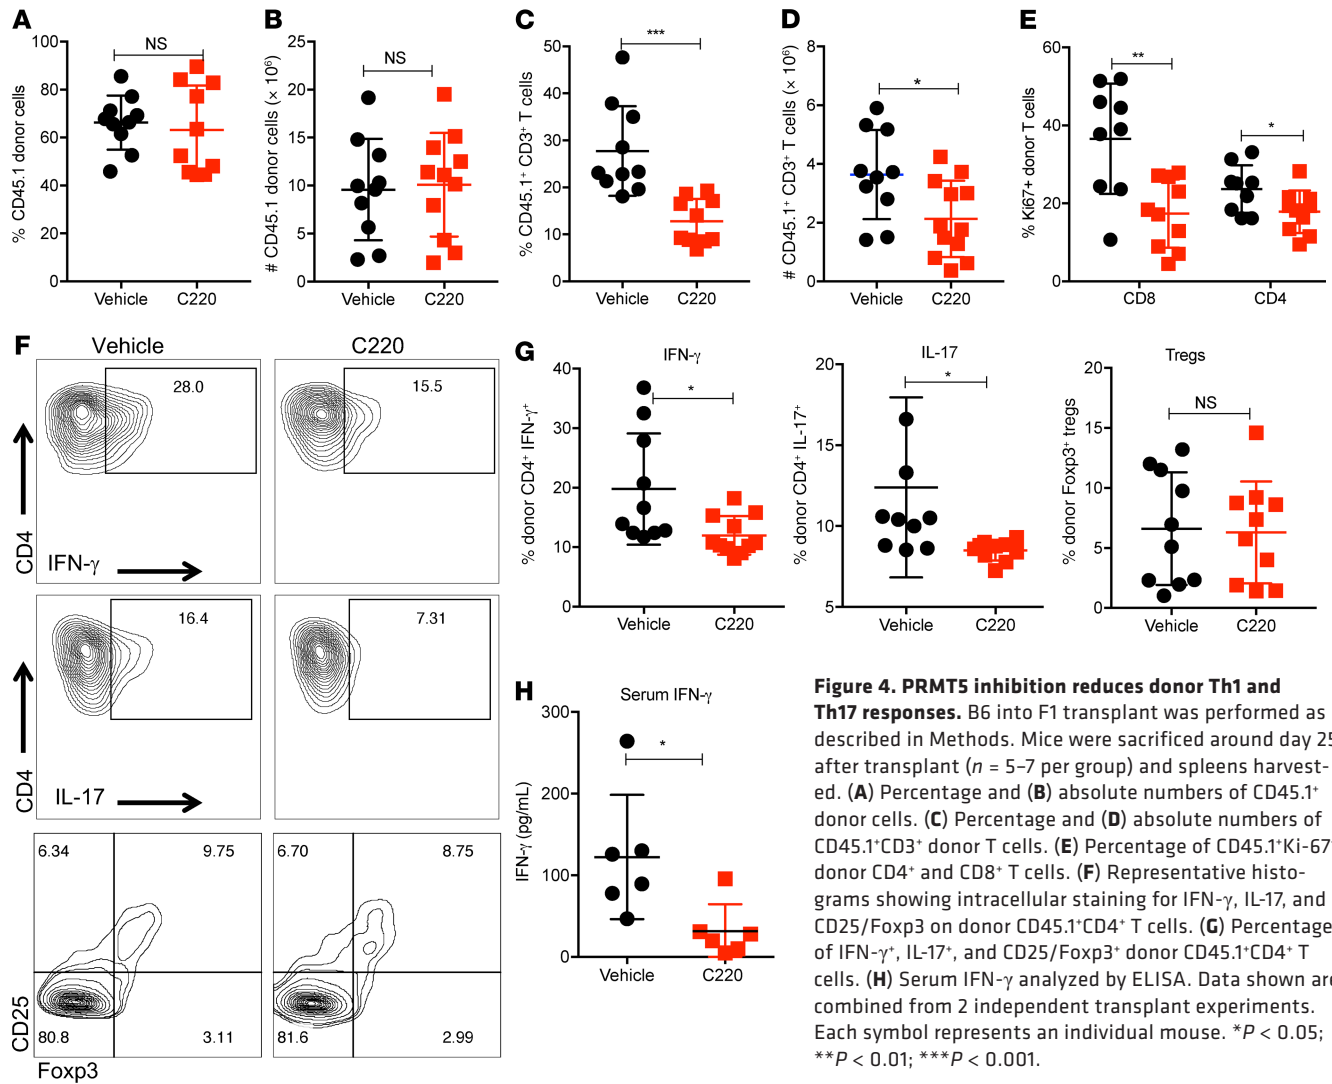 A
% CD45.1 donor cells
100
80
60
40
20
0
NS
Vehicle
C220
B
# CD45.1 donor cells (× 10⁶)
25
20
15
10
5
0
NS
Vehicle
C220
C
% CD45.1⁺ CD3⁺ T cells
50
40
30
20
10
0
***
Vehicle
C220
D
# CD45.1⁺ CD3⁺ T cells (× 10⁶)
8
6
4
2
0
*
Vehicle
C220
E
% Ki67+ donor T cells
60
40
20
0
**
*
CD8
CD4
F
Vehicle
C220
28.0
15.5
CD4
IFN-γ
16.4
7.31
CD4
IL-17
6.34
9.75
6.70
8.75
80.8
3.11
81.6
2.99
CD25
Foxp3
G
IFN-γ
% donor CD4⁺ IFN-γ⁺
40
30
20
10
0
*
Vehicle
C220
IL-17
% donor CD4⁺ IL-17⁺
20
15
10
5
*
Vehicle
C220
Tregs
% donor Foxp3⁺ tregs
20
15
10
5
0
NS
Vehicle
C220
H
Serum IFN-γ
IFN-γ (pg/mL)
300
200
100
0
*
Vehicle
C220
Figure 4. PRMT5 inhibition reduces donor Th1 and
Th17 responses. B6 into F1 transplant was performed as
described in Methods. Mice were sacrificed around day 25
after transplant (n = 5–7 per group) and spleens harvest-
ed. (A) Percentage and (B) absolute numbers of CD45.1⁺
donor cells. (C) Percentage and (D) absolute numbers of
CD45.1⁺CD3⁺ donor T cells. (E) Percentage of CD45.1⁺Ki-67⁺
donor CD4⁺ and CD8⁺ T cells. (F) Representative histo-
grams showing intracellular staining for IFN-γ, IL-17, and
CD25/Foxp3 on donor CD45.1⁺CD4⁺ T cells. (G) Percentage
of IFN-γ⁺, IL-17⁺, and CD25/Foxp3⁺ donor CD45.1⁺CD4⁺ T
cells. (H) Serum IFN-γ analyzed by ELISA. Data shown are
combined from 2 independent transplant experiments.
Each symbol represents an individual mouse. *P < 0.05;
**P < 0.01; ***P < 0.001.